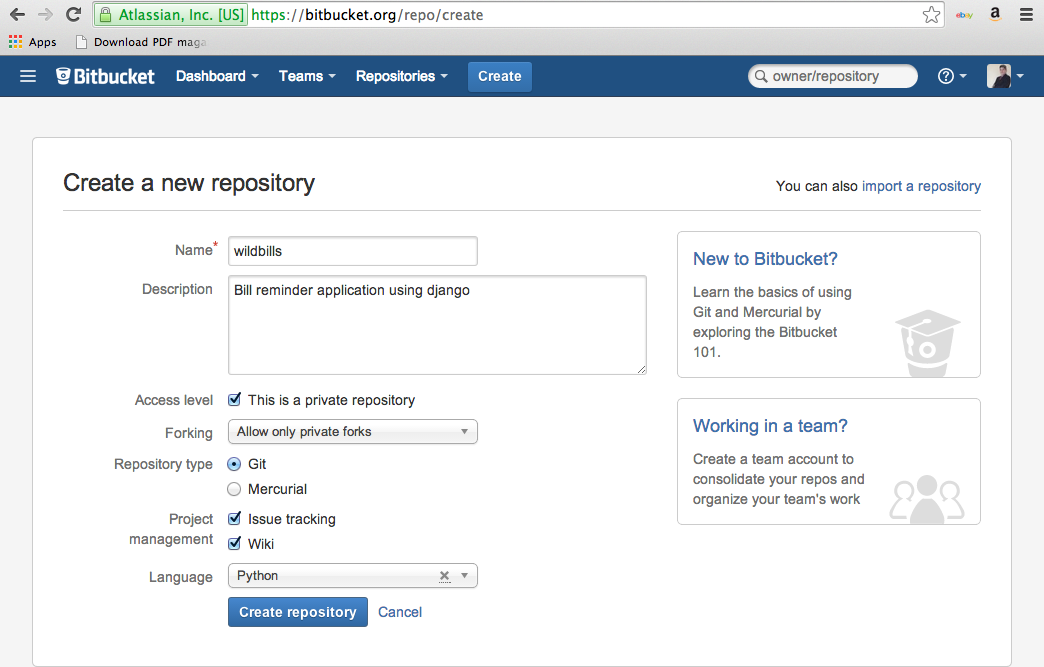 Atlassian, Inc. [US] https://bitbucket.org/repo/create ebay a
Apps Download PDF maga
Bitbucket Dashboard Teams Repositories Create owner/repository ?
Create a new repository
You can also import a repository
Name*
wildbills
Description
Bill reminder application using django
Access level This is a private repository
Forking Allow only private forks
Repository type Git
Mercurial
Project management
Issue tracking
Wiki
Language Python
Create repository Cancel
New to Bitbucket?
Learn the basics of using
Git and Mercurial by
exploring the Bitbucket
101.
Working in a team?
Create a team account to
consolidate your repos and
organize your team's work